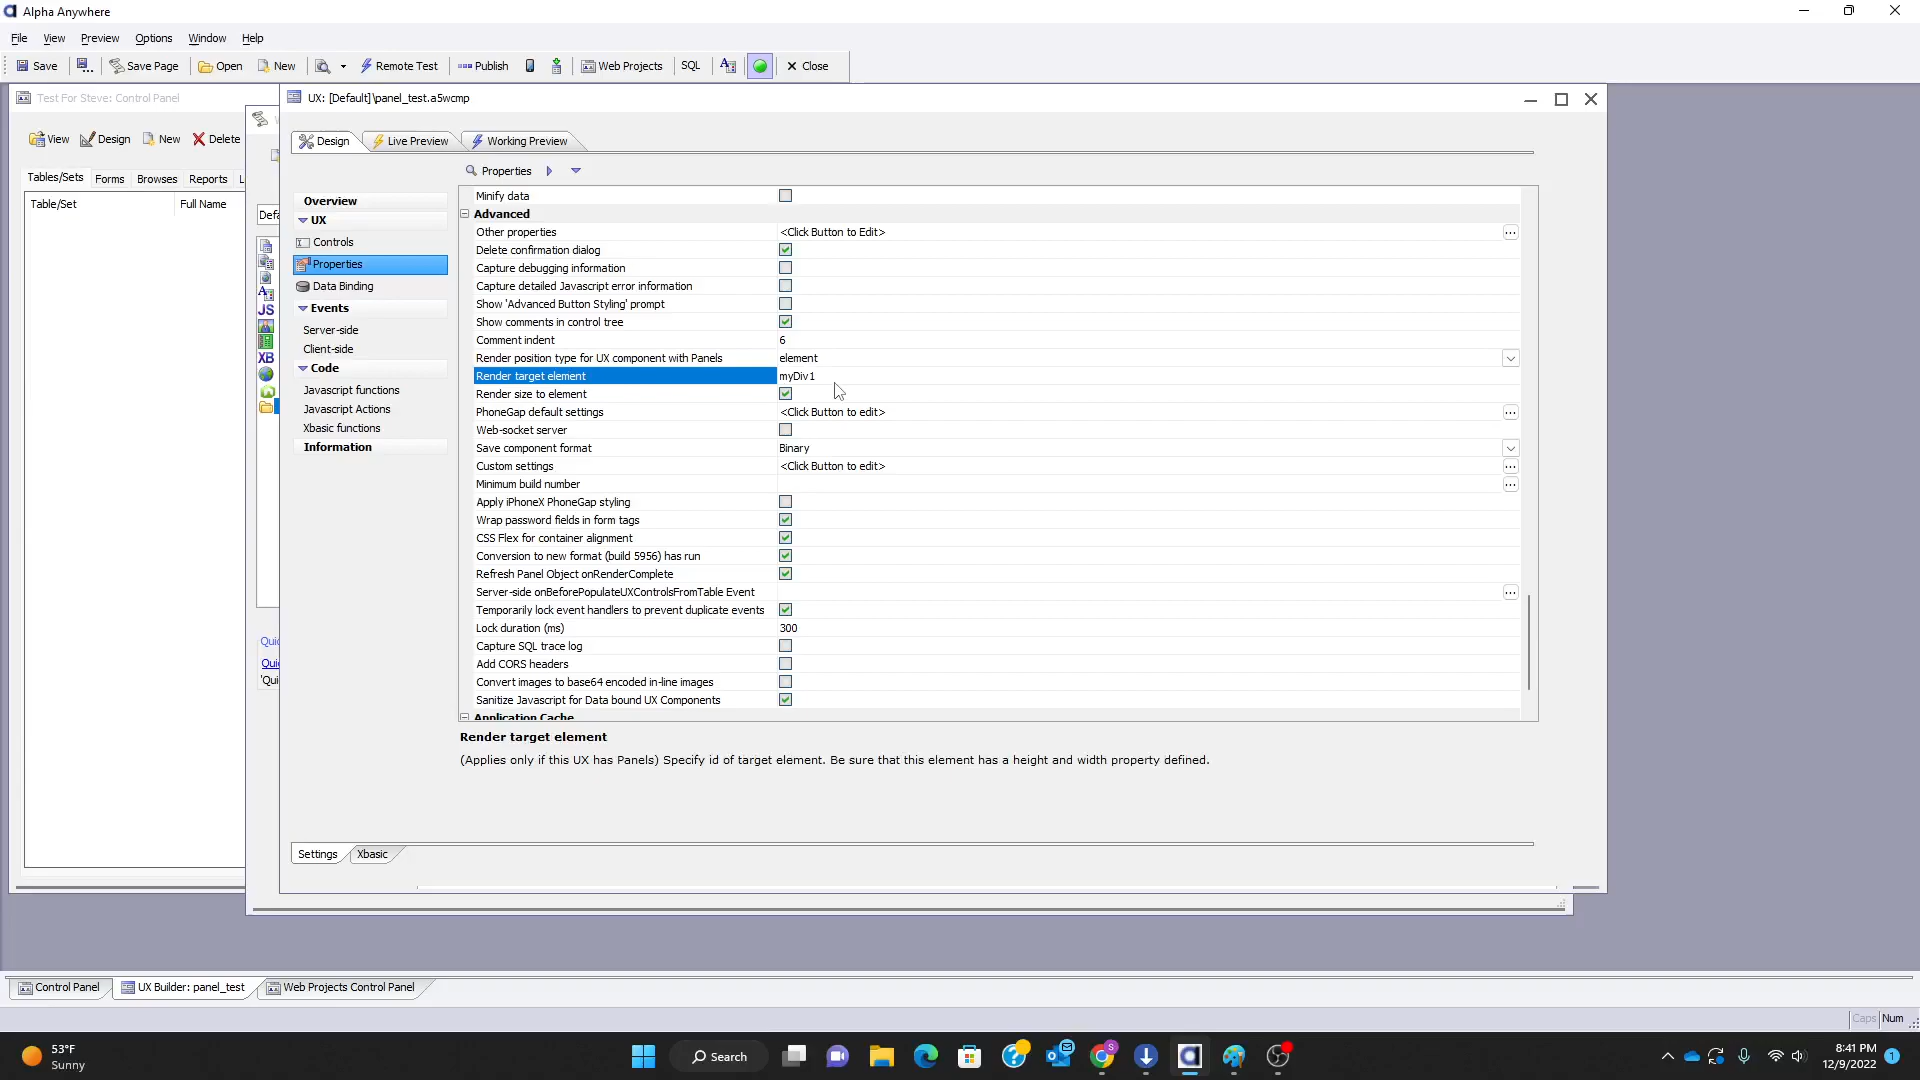 Alpha Anywhere
File View Preview Options Window Help
Save Save Page Open New Remote Test Publish Web Projects SQL Close
Test For Steve: Control Panel
View Design New Delete
Tables/Sets Forms Browses Reports L
Table/Set Full Name
Defa
JS
XB
Quic
Quic
'Qui
UX: [Default]\panel_test.a5wcmp
Design Live Preview Working Preview
Properties
Overview
UX
Controls
Properties
Data Binding
Events
Server-side
Client-side
Code
Javascript functions
Javascript Actions
Xbasic functions
Information
Minify data
Advanced
Other properties <Click Button to Edit>
Delete confirmation dialog
Capture debugging information
Capture detailed Javascript error information
Show 'Advanced Button Styling' prompt
Show comments in control tree
Comment indent 6
Render position type for UX component with Panels element
Render target element myDiv1
Render size to element
PhoneGap default settings <Click Button to edit>
Web-socket server
Save component format Binary
Custom settings <Click Button to edit>
Minimum build number
Apply iPhoneX PhoneGap styling
Wrap password fields in form tags
CSS Flex for container alignment
Conversion to new format (build 5956) has run
Refresh Panel Object onRenderComplete
Server-side onBeforePopulateUXControlsFromTable Event
Temporarily lock event handlers to prevent duplicate events
Lock duration (ms) 300
Capture SQL trace log
Add CORS headers
Convert images to base64 encoded in-line images
Sanitize Javascript for Data bound UX Components
Application Cache
Render target element
(Applies only if this UX has Panels) Specify id of target element. Be sure that this element has a height and width property defined.
Settings Xbasic
Control Panel UX Builder: panel_test Web Projects Control Panel
Caps Num
53°F
Sunny
Search
8:41 PM
12/9/2022
1